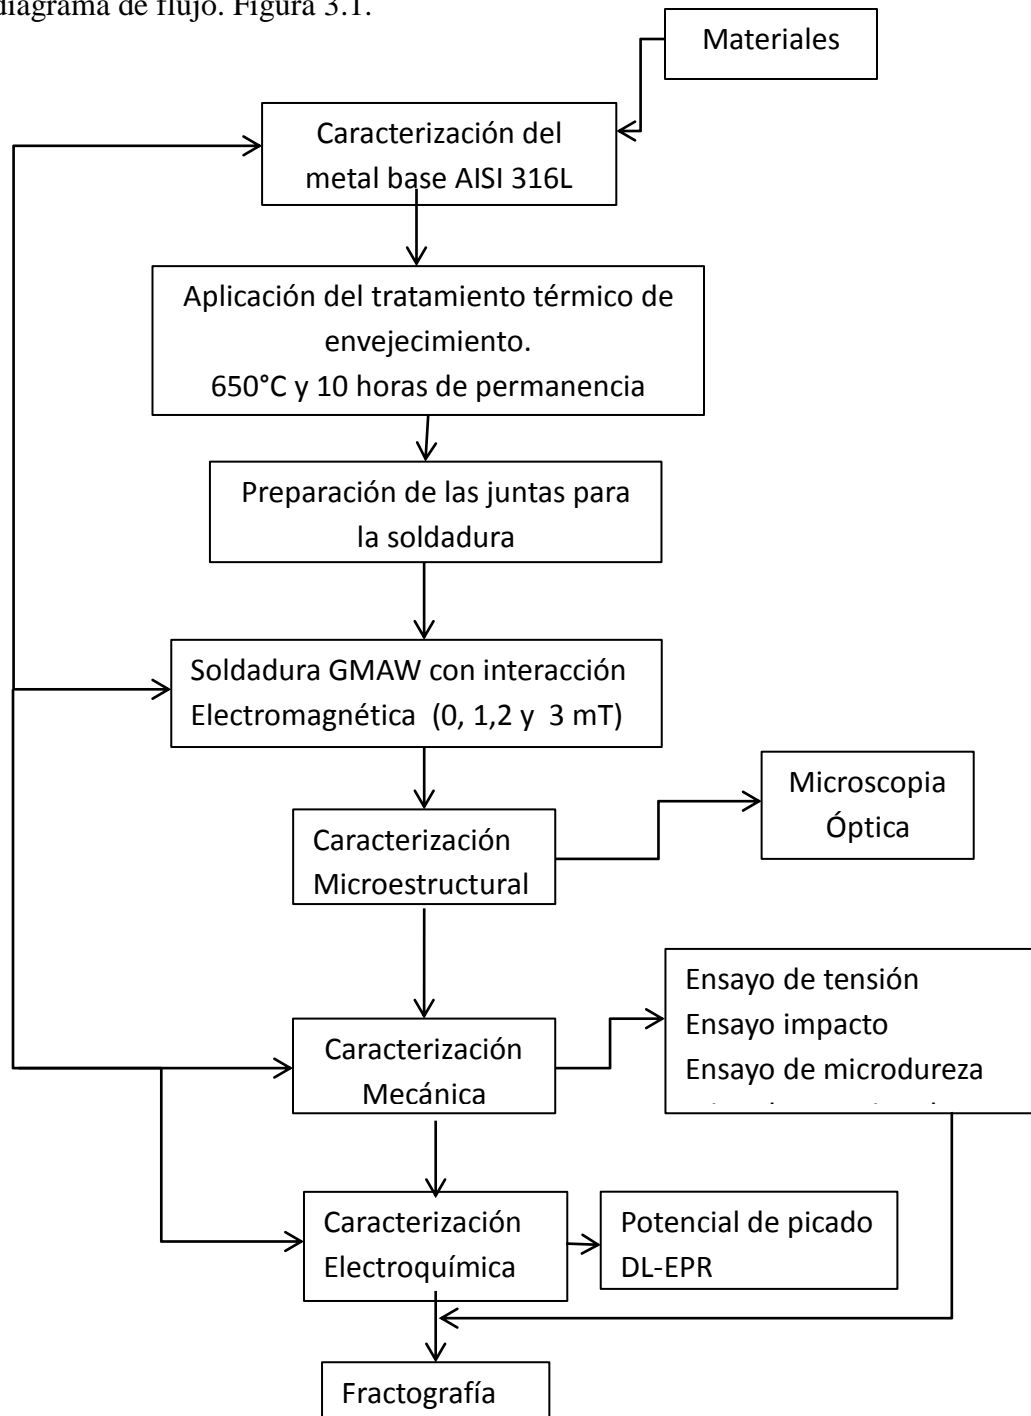 diagrama de flujo. Figura 3.1.
Materiales
Caracterización del
metal base AISI 316L
Aplicación del tratamiento térmico de
envejecimiento.
650°C y 10 horas de permanencia
Preparación de las juntas para
la soldadura
Soldadura GMAW con interacción
Electromagnética (0, 1,2 y 3 mT)
Caracterización
Microestructural
Microscopia
Óptica
Caracterización
Mecánica
Ensayo de tensión
Ensayo impacto
Ensayo de microdureza
Caracterización
Electroquímica
Potencial de picado
DL-EPR
Fractografía